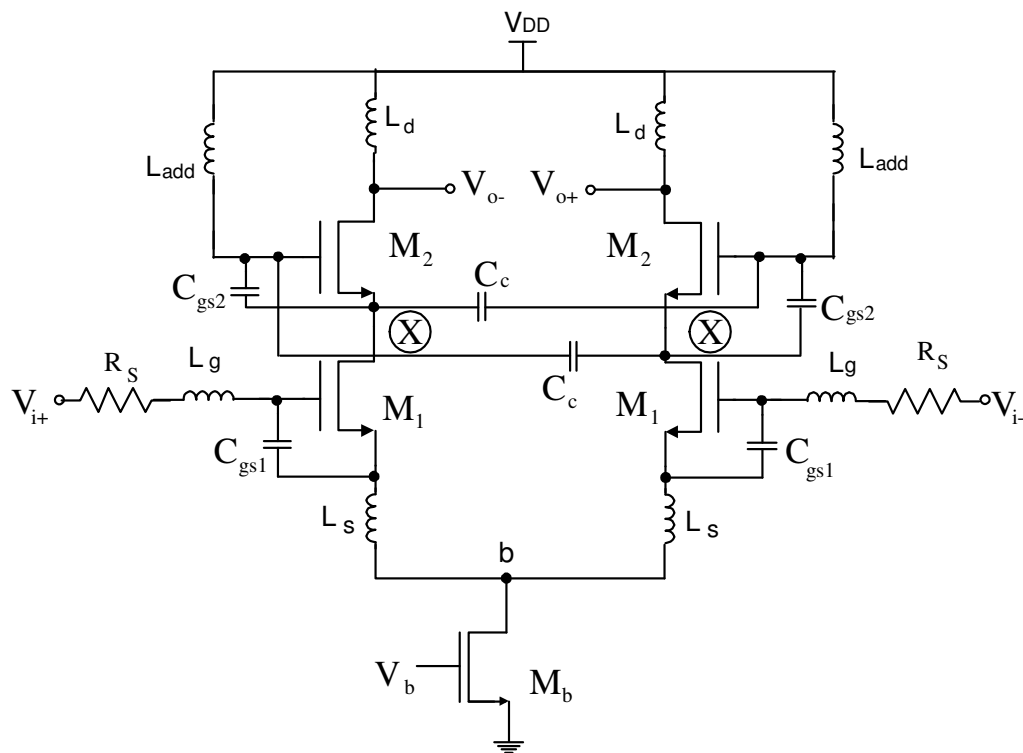 VDD
Ld
Ld
Ladd
Ladd
Vo-
Vo+
M2
M2
Cc
Cgs2
Cgs2
X
X
RS
Lg
Cc
Lg
RS
Vi+
M1
M1
Vi-
Cgs1
Cgs1
Ls
Ls
b
Vb
Mb